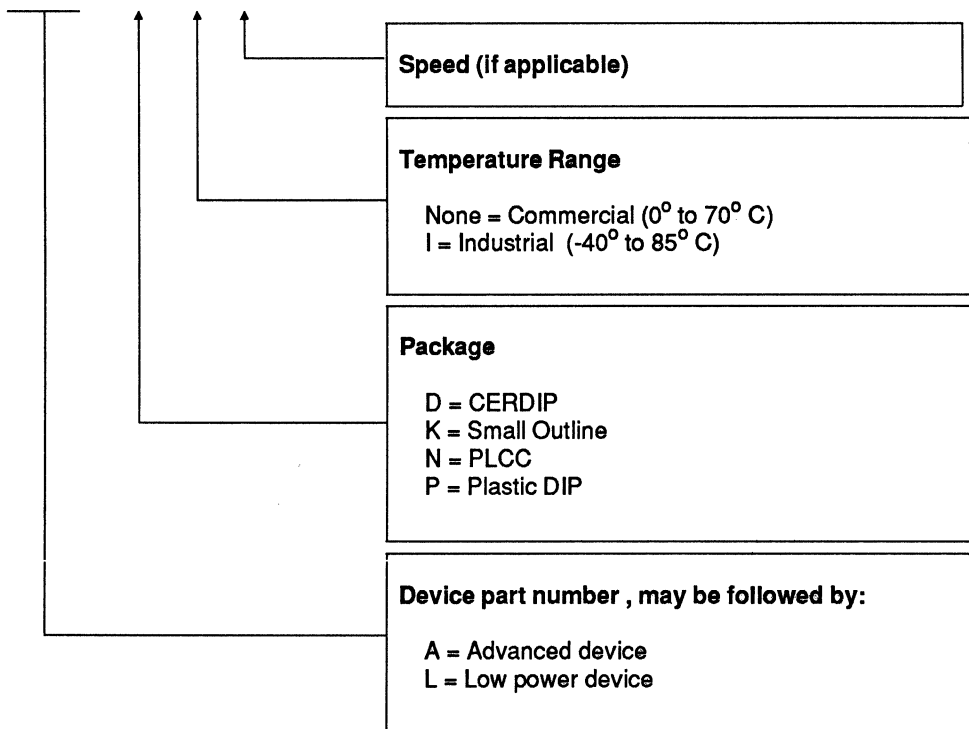 Speed (if applicable)
Temperature Range
None = Commercial (0° to 70° C)
I = Industrial (-40° to 85° C)
Package
D = CERDIP
K = Small Outline
N = PLCC
P = Plastic DIP
Device part number , may be followed by:
A = Advanced device
L = Low power device